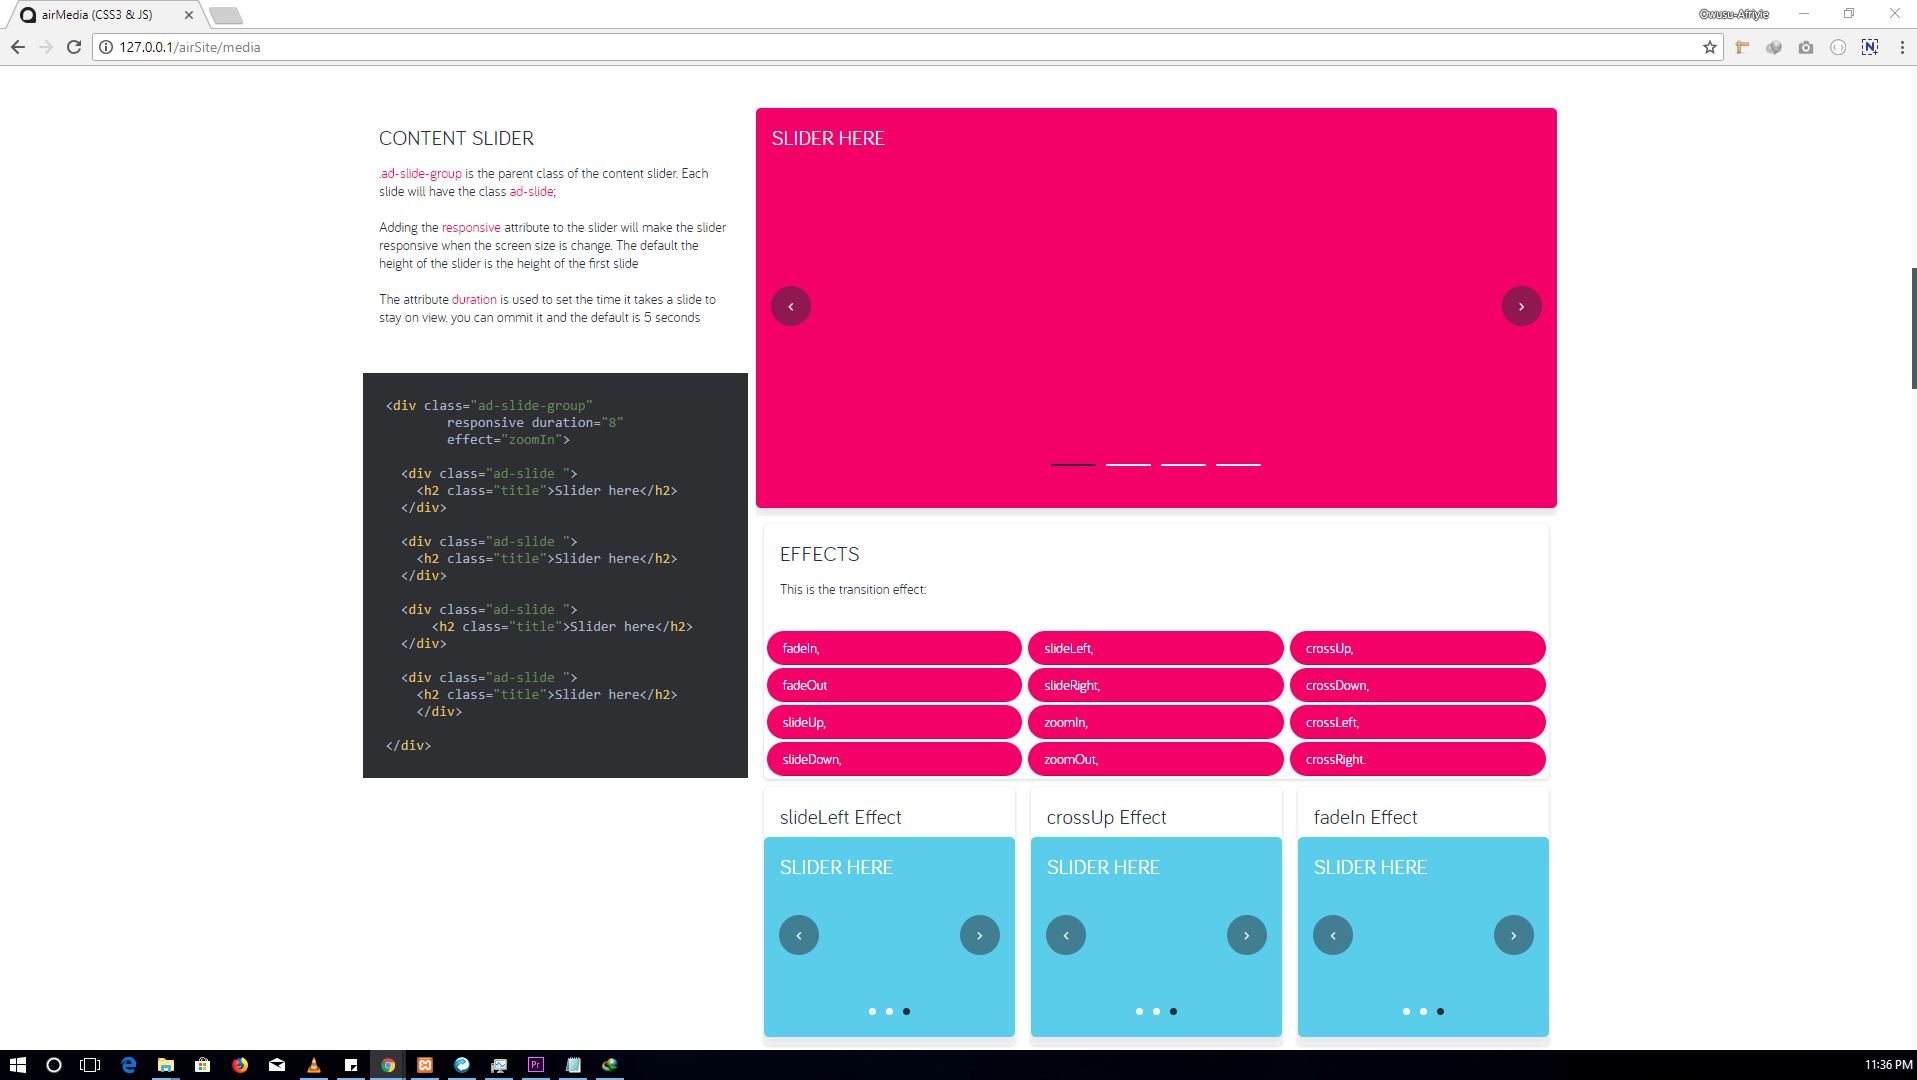 airMedia (CSS3 & JS)
Owusu-Afriyie
127.0.0.1/airSite/media
CONTENT SLIDER
.ad-slide-group is the parent class of the content slider. Each
slide will have the class ad-slide;
Adding the responsive attribute to the slider will make the slider
responsive when the screen size is change. The default the
height of the slider is the height of the first slide
The attribute duration is used to set the time it takes a slide to
stay on view. you can ommit it and the default is 5 seconds
<div class="ad-slide-group"
responsive duration="8"
effect="zoomIn">
<div class="ad-slide ">
<h2 class="title">Slider here</h2>
</div>
<div class="ad-slide ">
<h2 class="title">Slider here</h2>
</div>
<div class="ad-slide ">
<h2 class="title">Slider here</h2>
</div>
<div class="ad-slide ">
<h2 class="title">Slider here</h2>
</div>
</div>
SLIDER HERE
EFFECTS
This is the transition effect:
fadeIn,
fadeOut
slideUp,
slideDown,
slideLeft,
slideRight,
zoomIn,
zoomOut,
crossUp,
crossDown,
crossLeft,
crossRight.
slideLeft Effect
SLIDER HERE
crossUp Effect
SLIDER HERE
fadeIn Effect
SLIDER HERE
Pr
11:36 PM